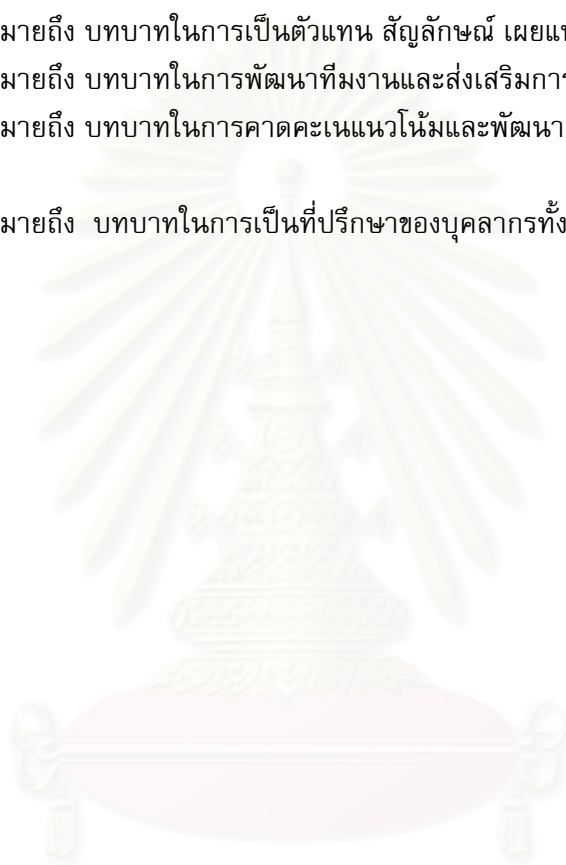 มายถึง บทบาทในการเป็นตัวแทน สัญลักษณ์ เผยแ
มายถึง บทบาทในการพัฒนาทีมงานและส่งเสริมกา
มายถึง บทบาทในการคาดคะเนแนวโน้มและพัฒนา
มายถึง บทบาทในการเป็นที่ปรึกษาของบุคลากรทั้ง